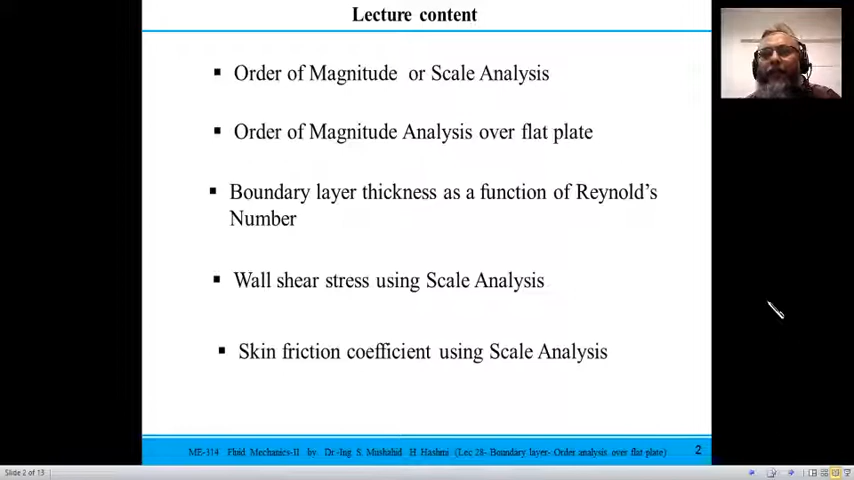 Lecture content
▪ Order of Magnitude or Scale Analysis
▪ Order of Magnitude Analysis over flat plate
▪ Boundary layer thickness as a function of Reynold's
Number
▪ Wall shear stress using Scale Analysis
▪ Skin friction coefficient using Scale Analysis
ME-314 Fluid Mechanics-II by Dr-Ing S. Mushahid H Hashmi (Lec 28- Boundary layer- Order analysis over flat plate) 2
Slide 2 of 13